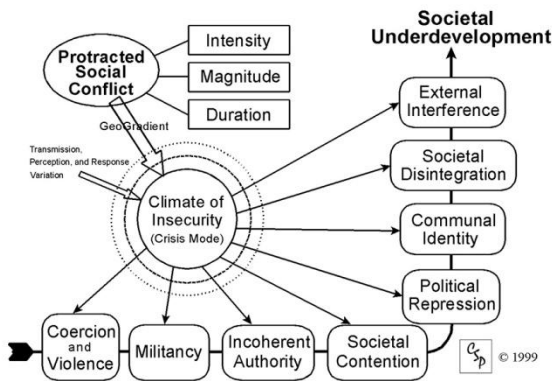 Societal
Underdevelopment
Protracted
Social
Conflict
Intensity
Magnitude
Duration
GeoGradient
Transmission,
Perception, and Response
Variation
Climate of
Insecurity
(Crisis Mode)
External
Interference
Societal
Disintegration
Communal
Identity
Political
Repression
Coercion
and
Violence
Militancy
Incoherent
Authority
Societal
Contention
CSP
© 1999